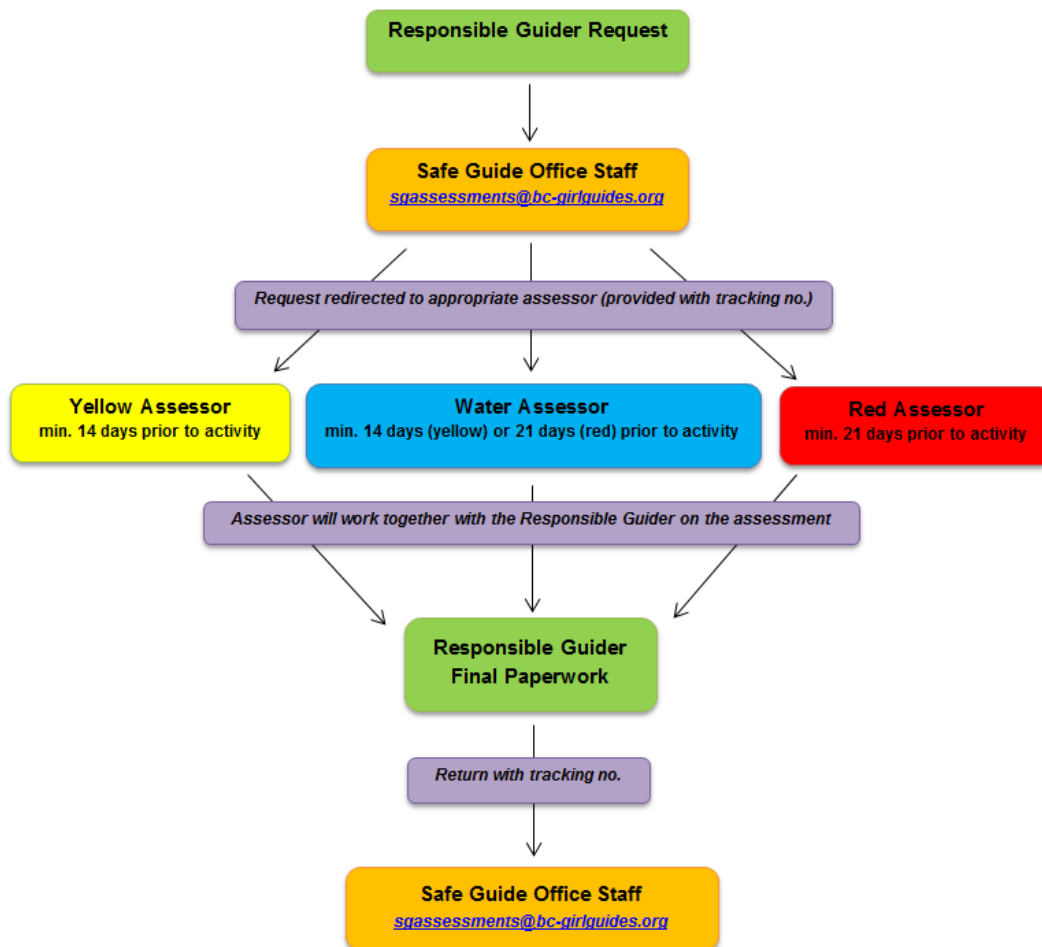 Responsible Guider Request
Safe Guide Office Staff
sgassessments@bc-girlguides.org
Request redirected to appropriate assessor (provided with tracking no.)
Yellow Assessor
min. 14 days prior to activity
Water Assessor
min. 14 days (yellow) or 21 days (red) prior to activity
Red Assessor
min. 21 days prior to activity
Assessor will work together with the Responsible Guider on the assessment
Responsible Guider
Final Paperwork
Return with tracking no.
Safe Guide Office Staff
sgassessments@bc-girlguides.org